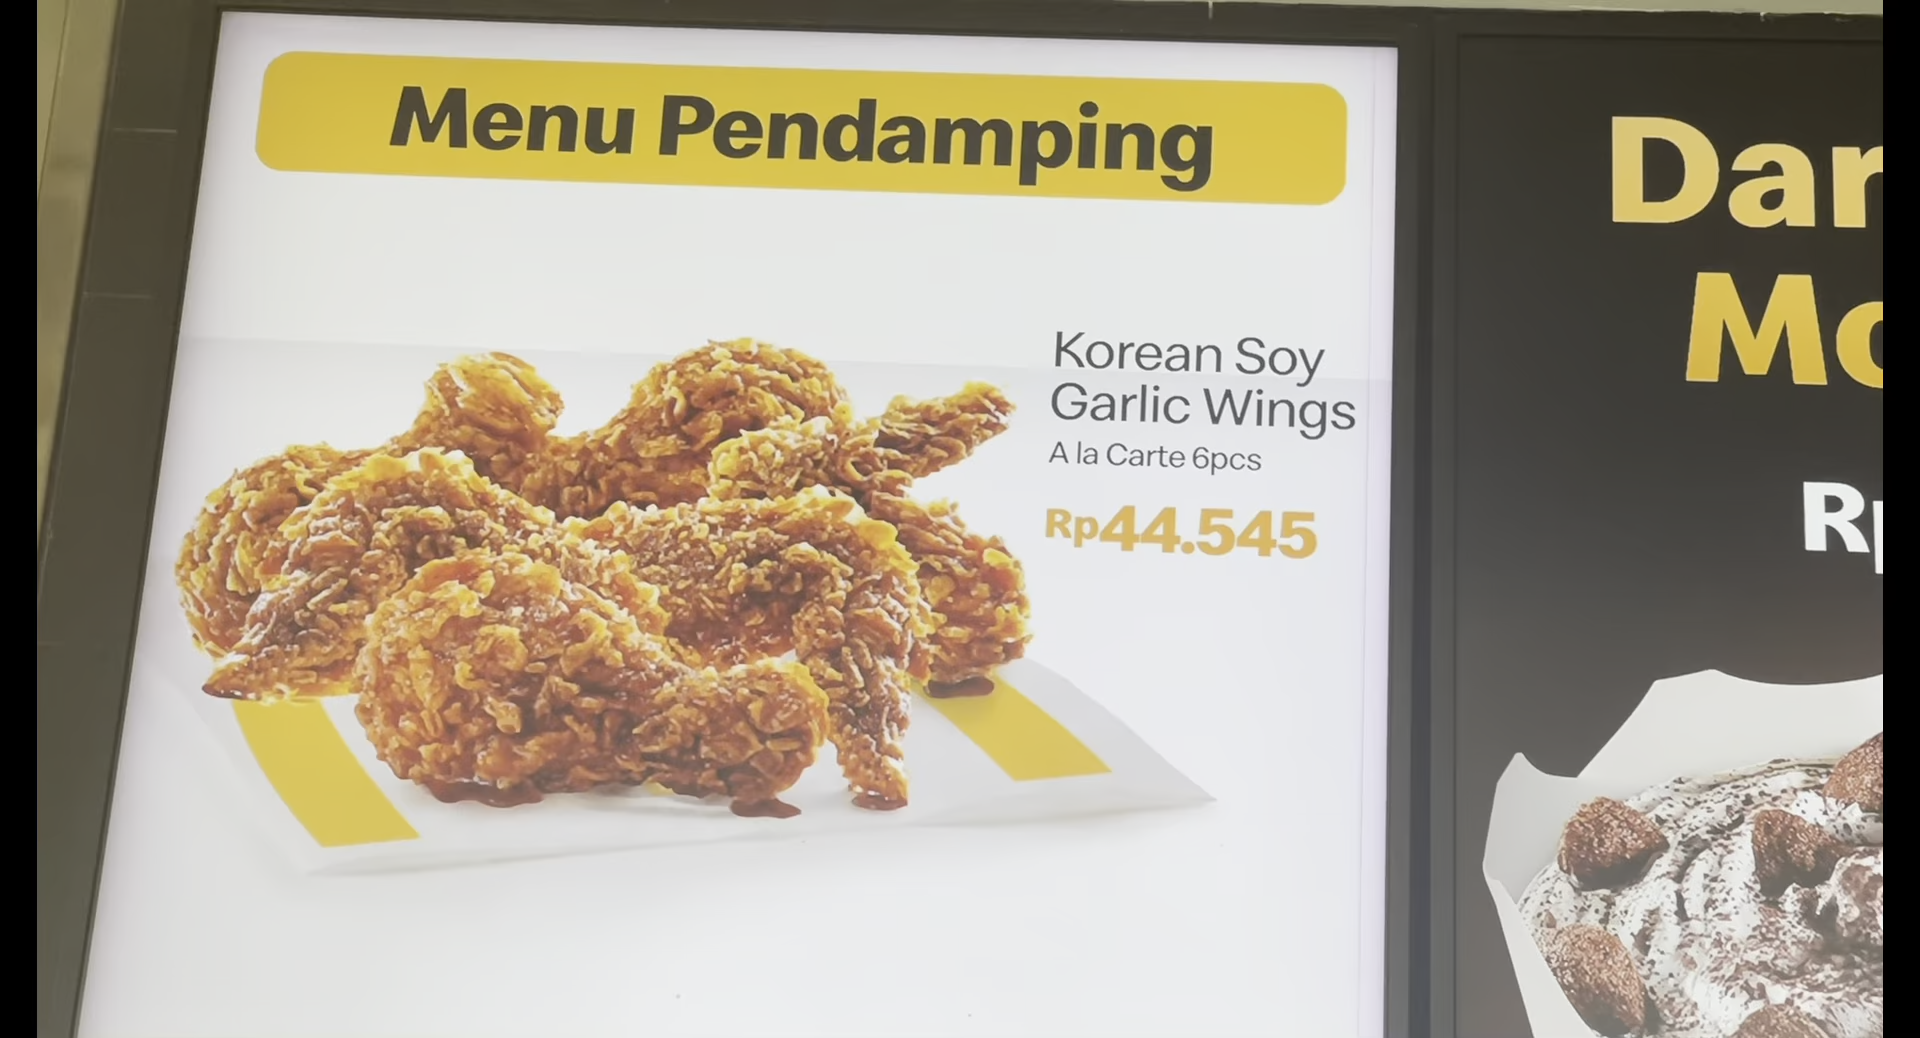 Menu Pendamping
Korean Soy
Garlic Wings
A la Carte 6pcs
Rp44.545